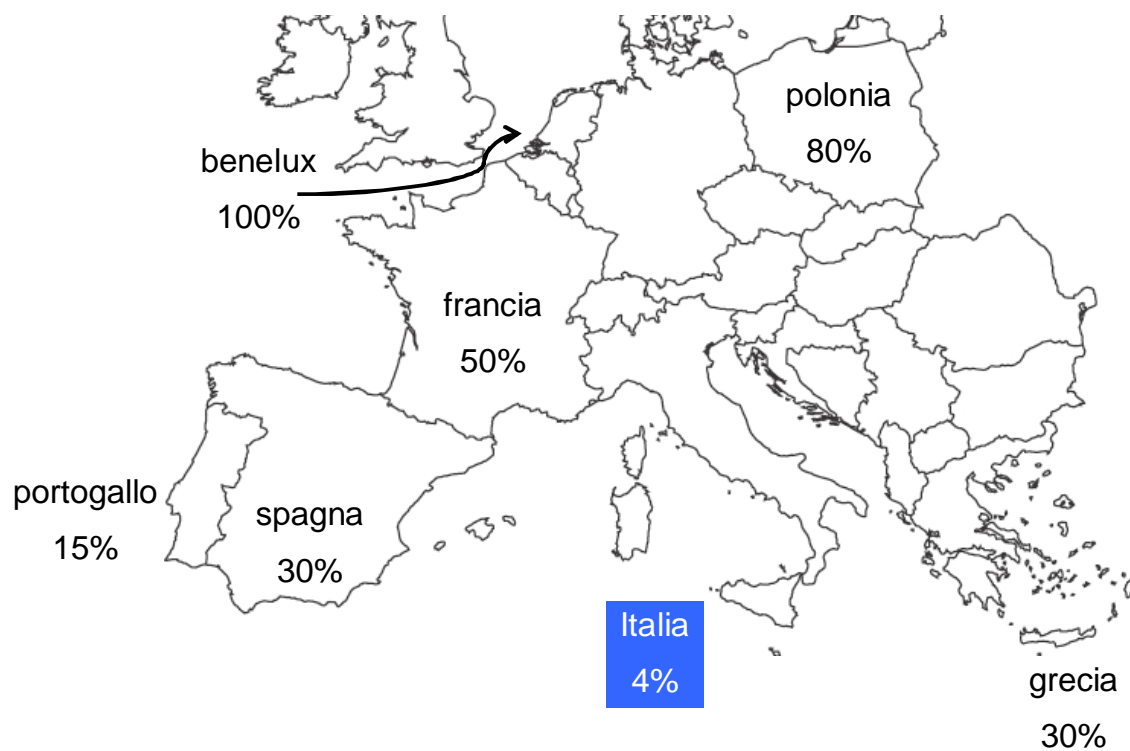 polonia
80%
benelux
100%
francia
50%
portogallo
15%
spagna
30%
Italia
4%
grecia
30%